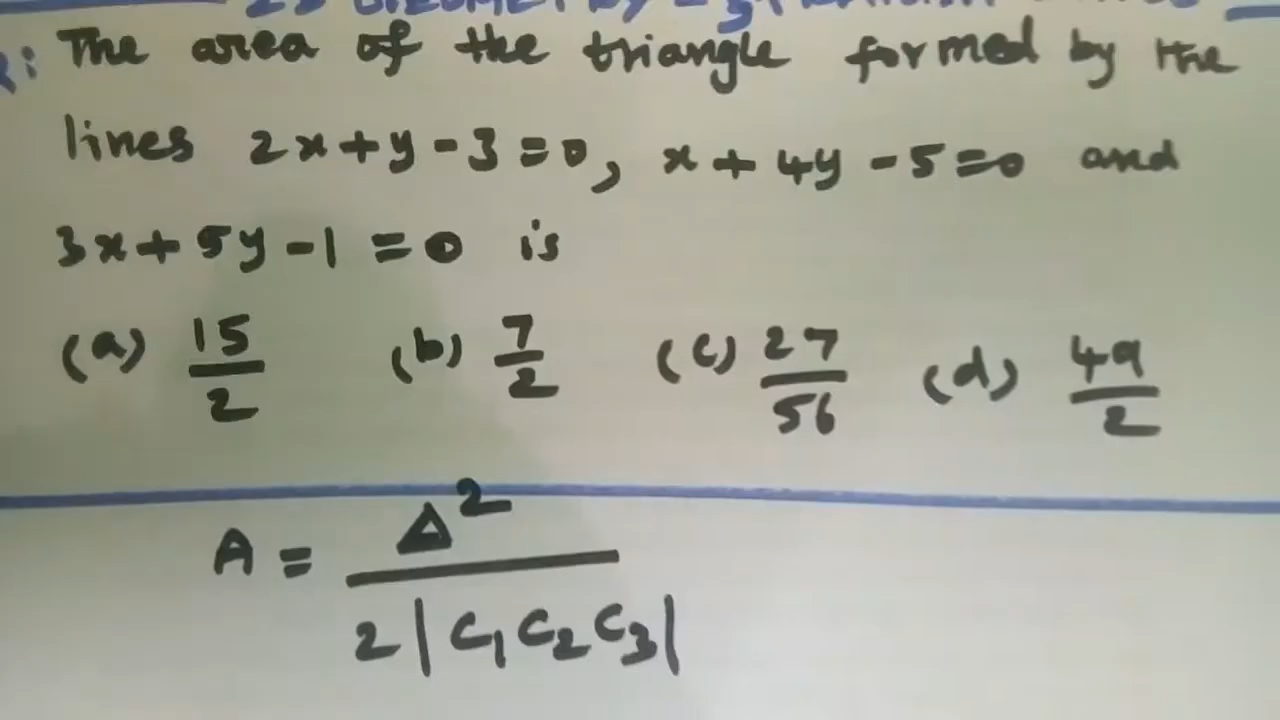 The area of the triangle formed by the
lines 2x+y-3=0, x+4y-5=0 and
3x+5y-1=0 is
(a) 15/2 (b) 7/2 (c) 27/56 (d) 49/2
A = Δ²/2|C₁C₂C₃|